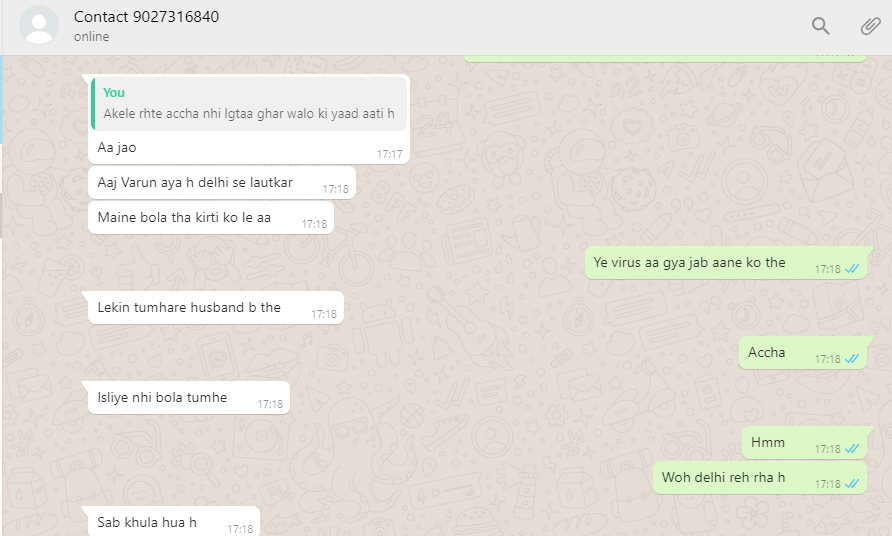 Contact 9027316840
online
You
Akele rhte accha nhi lgtaa ghar walo ki yaad aati h
Aa jao
17:17
Aaj Varun aya h delhi se lautkar
17:18
Maine bola tha kirti ko le aa
17:18
Ye virus aa gya jab aane ko the
17:18
Lekin tumhare husband b the
17:18
Accha
17:18
Isliye nhi bola tumhe
17:18
Hmm
17:18
Woh delhi reh rha h
17:18
Sab khula hua h
17:18